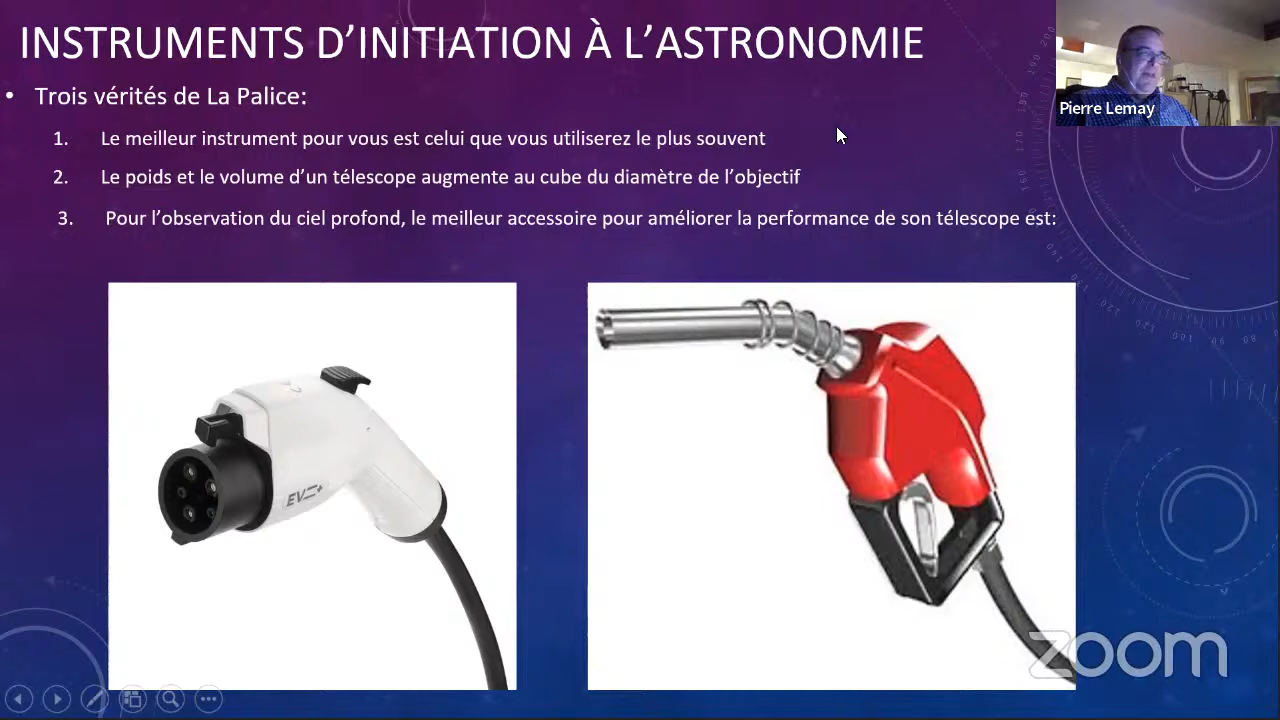 INSTRUMENTS D’INITIATION À L’ASTRONOMIE
• Trois vérités de La Palice:
1. Le meilleur instrument pour vous est celui que vous utiliserez le plus souvent
2. Le poids et le volume d’un télescope augmente au cube du diamètre de l’objectif
3. Pour l’observation du ciel profond, le meilleur accessoire pour améliorer la performance de son télescope est:
Pierre Lemay
zoom